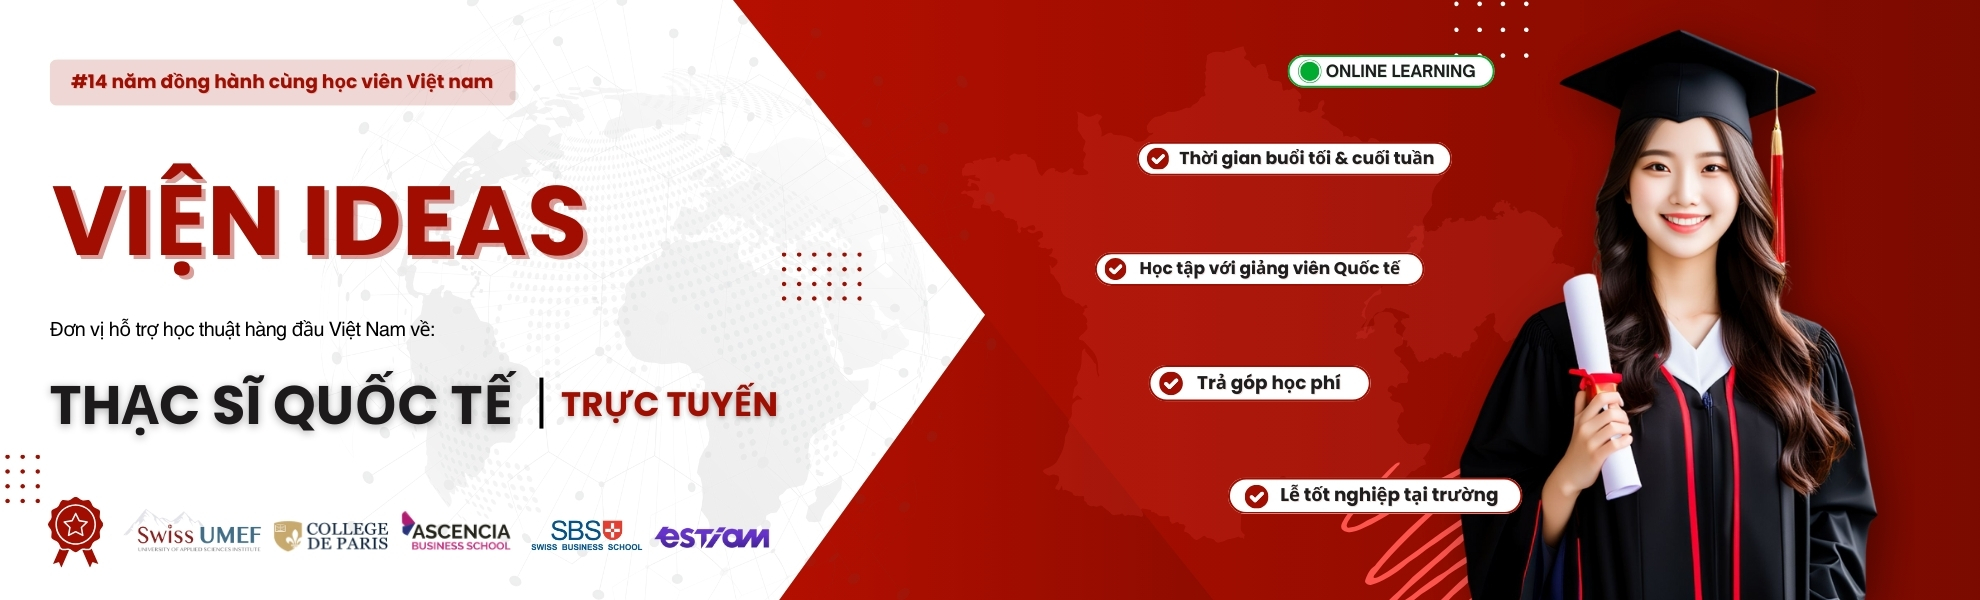 #14 năm đồng hành cùng học viên Việt nam
VIỆN IDEAS
Đơn vị hỗ trợ học thuật hàng đầu Việt Nam về:
THẠC SĨ QUỐC TẾ | TRỰC TUYẾN
Swiss UMEF
UNIVERSITY OF APPLIED SCIENCES INSTITUTE
COLLEGE
DE PARIS
ASCENCIA
BUSINESS SCHOOL
SBS
SWISS BUSINESS SCHOOL
estiam
ONLINE LEARNING
Thời gian buổi tối & cuối tuần
Học tập với giảng viên Quốc tế
Trả góp học phí
Lễ tốt nghiệp tại trường